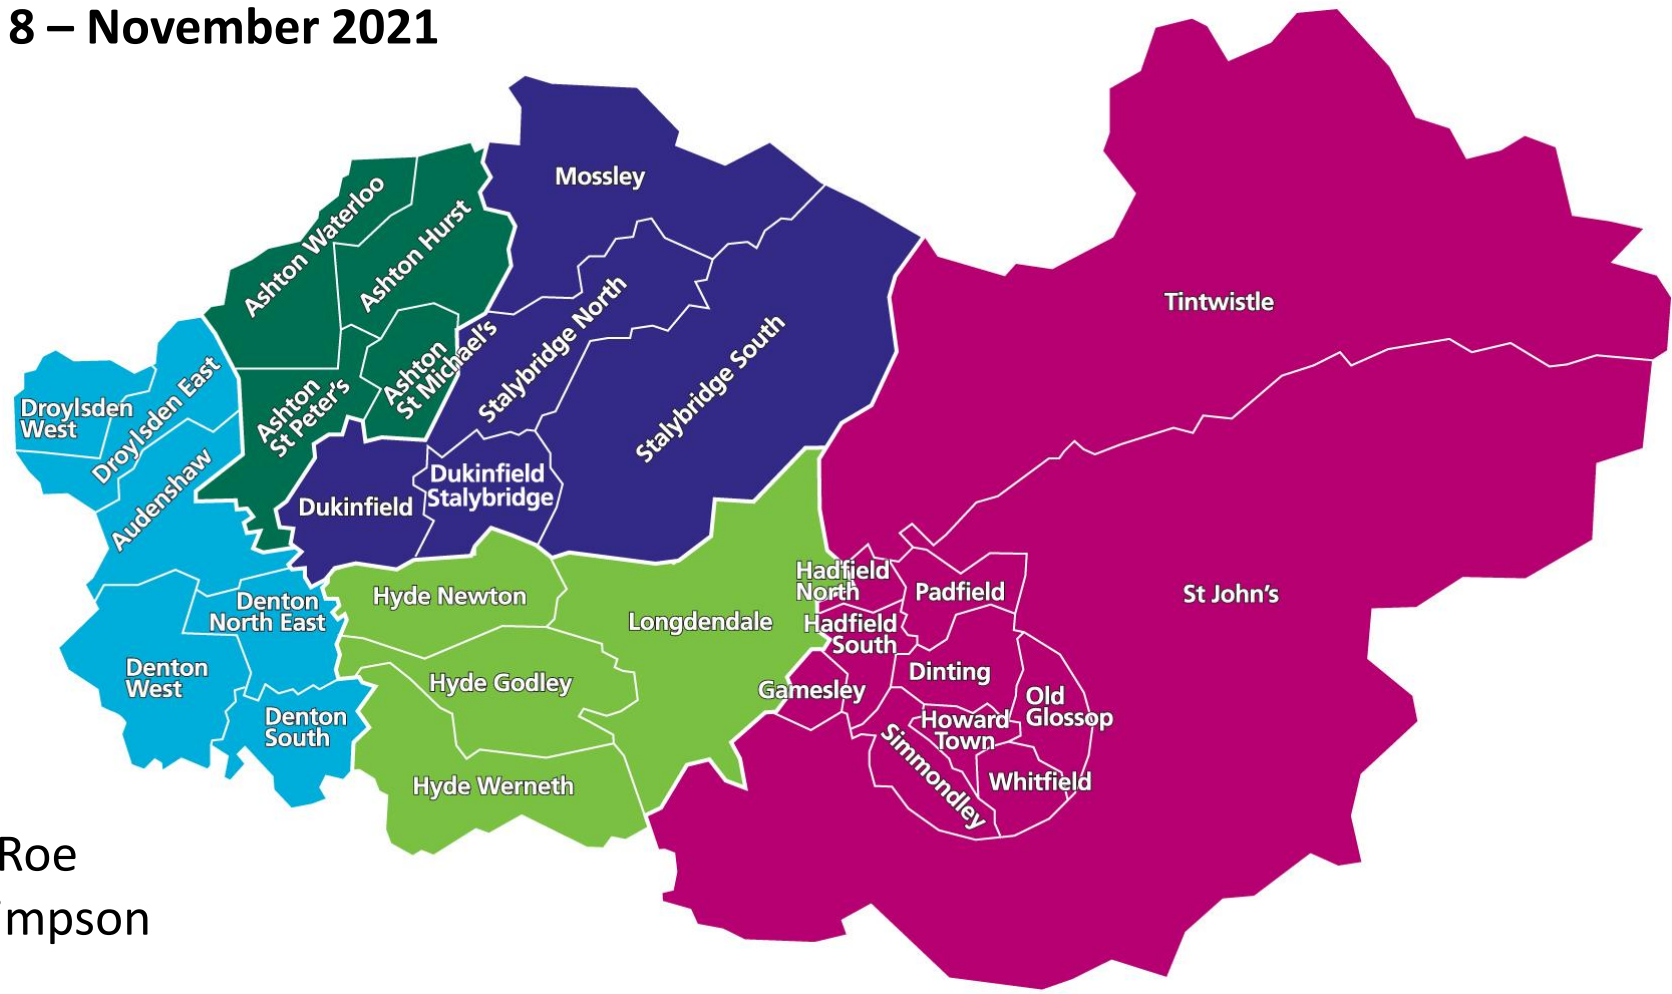 8 – November 2021
Mossley
Ashton Waterloo
Ashton Hurst
Tintwistle
Stalybridge North
Ashton
St Michael's
Stalybridge South
Ashton
St Peter's
Droylsden
West
Droylsden East
Audenshaw
Dukinfield
Dukinfield
Stalybridge
Hadfield
North
Padfield
St John's
Hyde Newton
Denton
North East
Longdendale
Hadfield
South
Denton
West
Hyde Godley
Gamesley
Dinting
Old
Glossop
Denton
South
Howard
Town
Simmondley
Whitfield
Hyde Werneth
Roe
impson